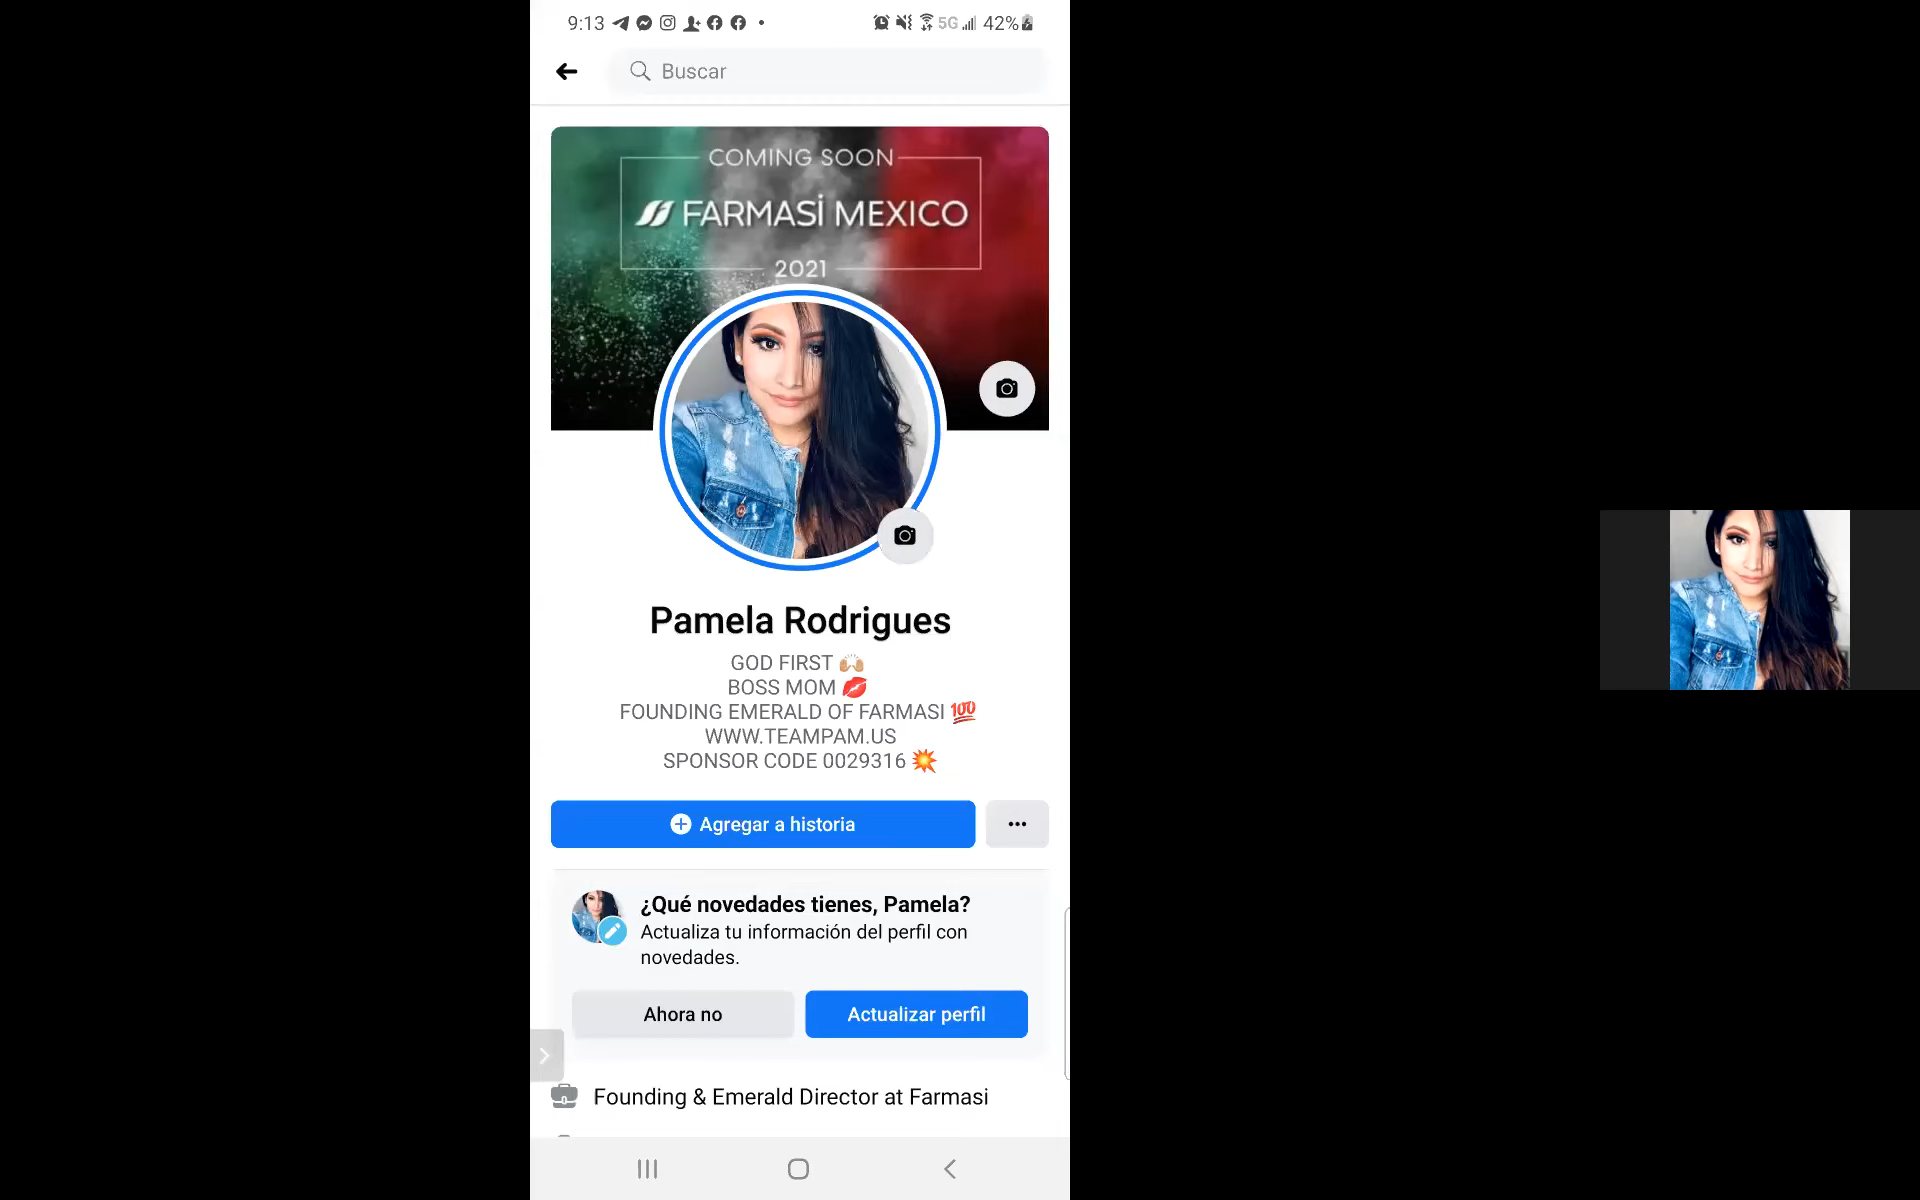 9:13
5G 42%
Buscar
COMING SOON
FARMASİ MEXICO
2021
Pamela Rodrigues
GOD FIRST 🙌🏼
BOSS MOM 💋
FOUNDING EMERALD OF FARMASI 💯
WWW.TEAMPAM.US
SPONSOR CODE 0029316 💥
Agregar a historia
¿Qué novedades tienes, Pamela?
Actualiza tu información del perfil con
novedades.
Ahora no
Actualizar perfil
Founding & Emerald Director at Farmasi